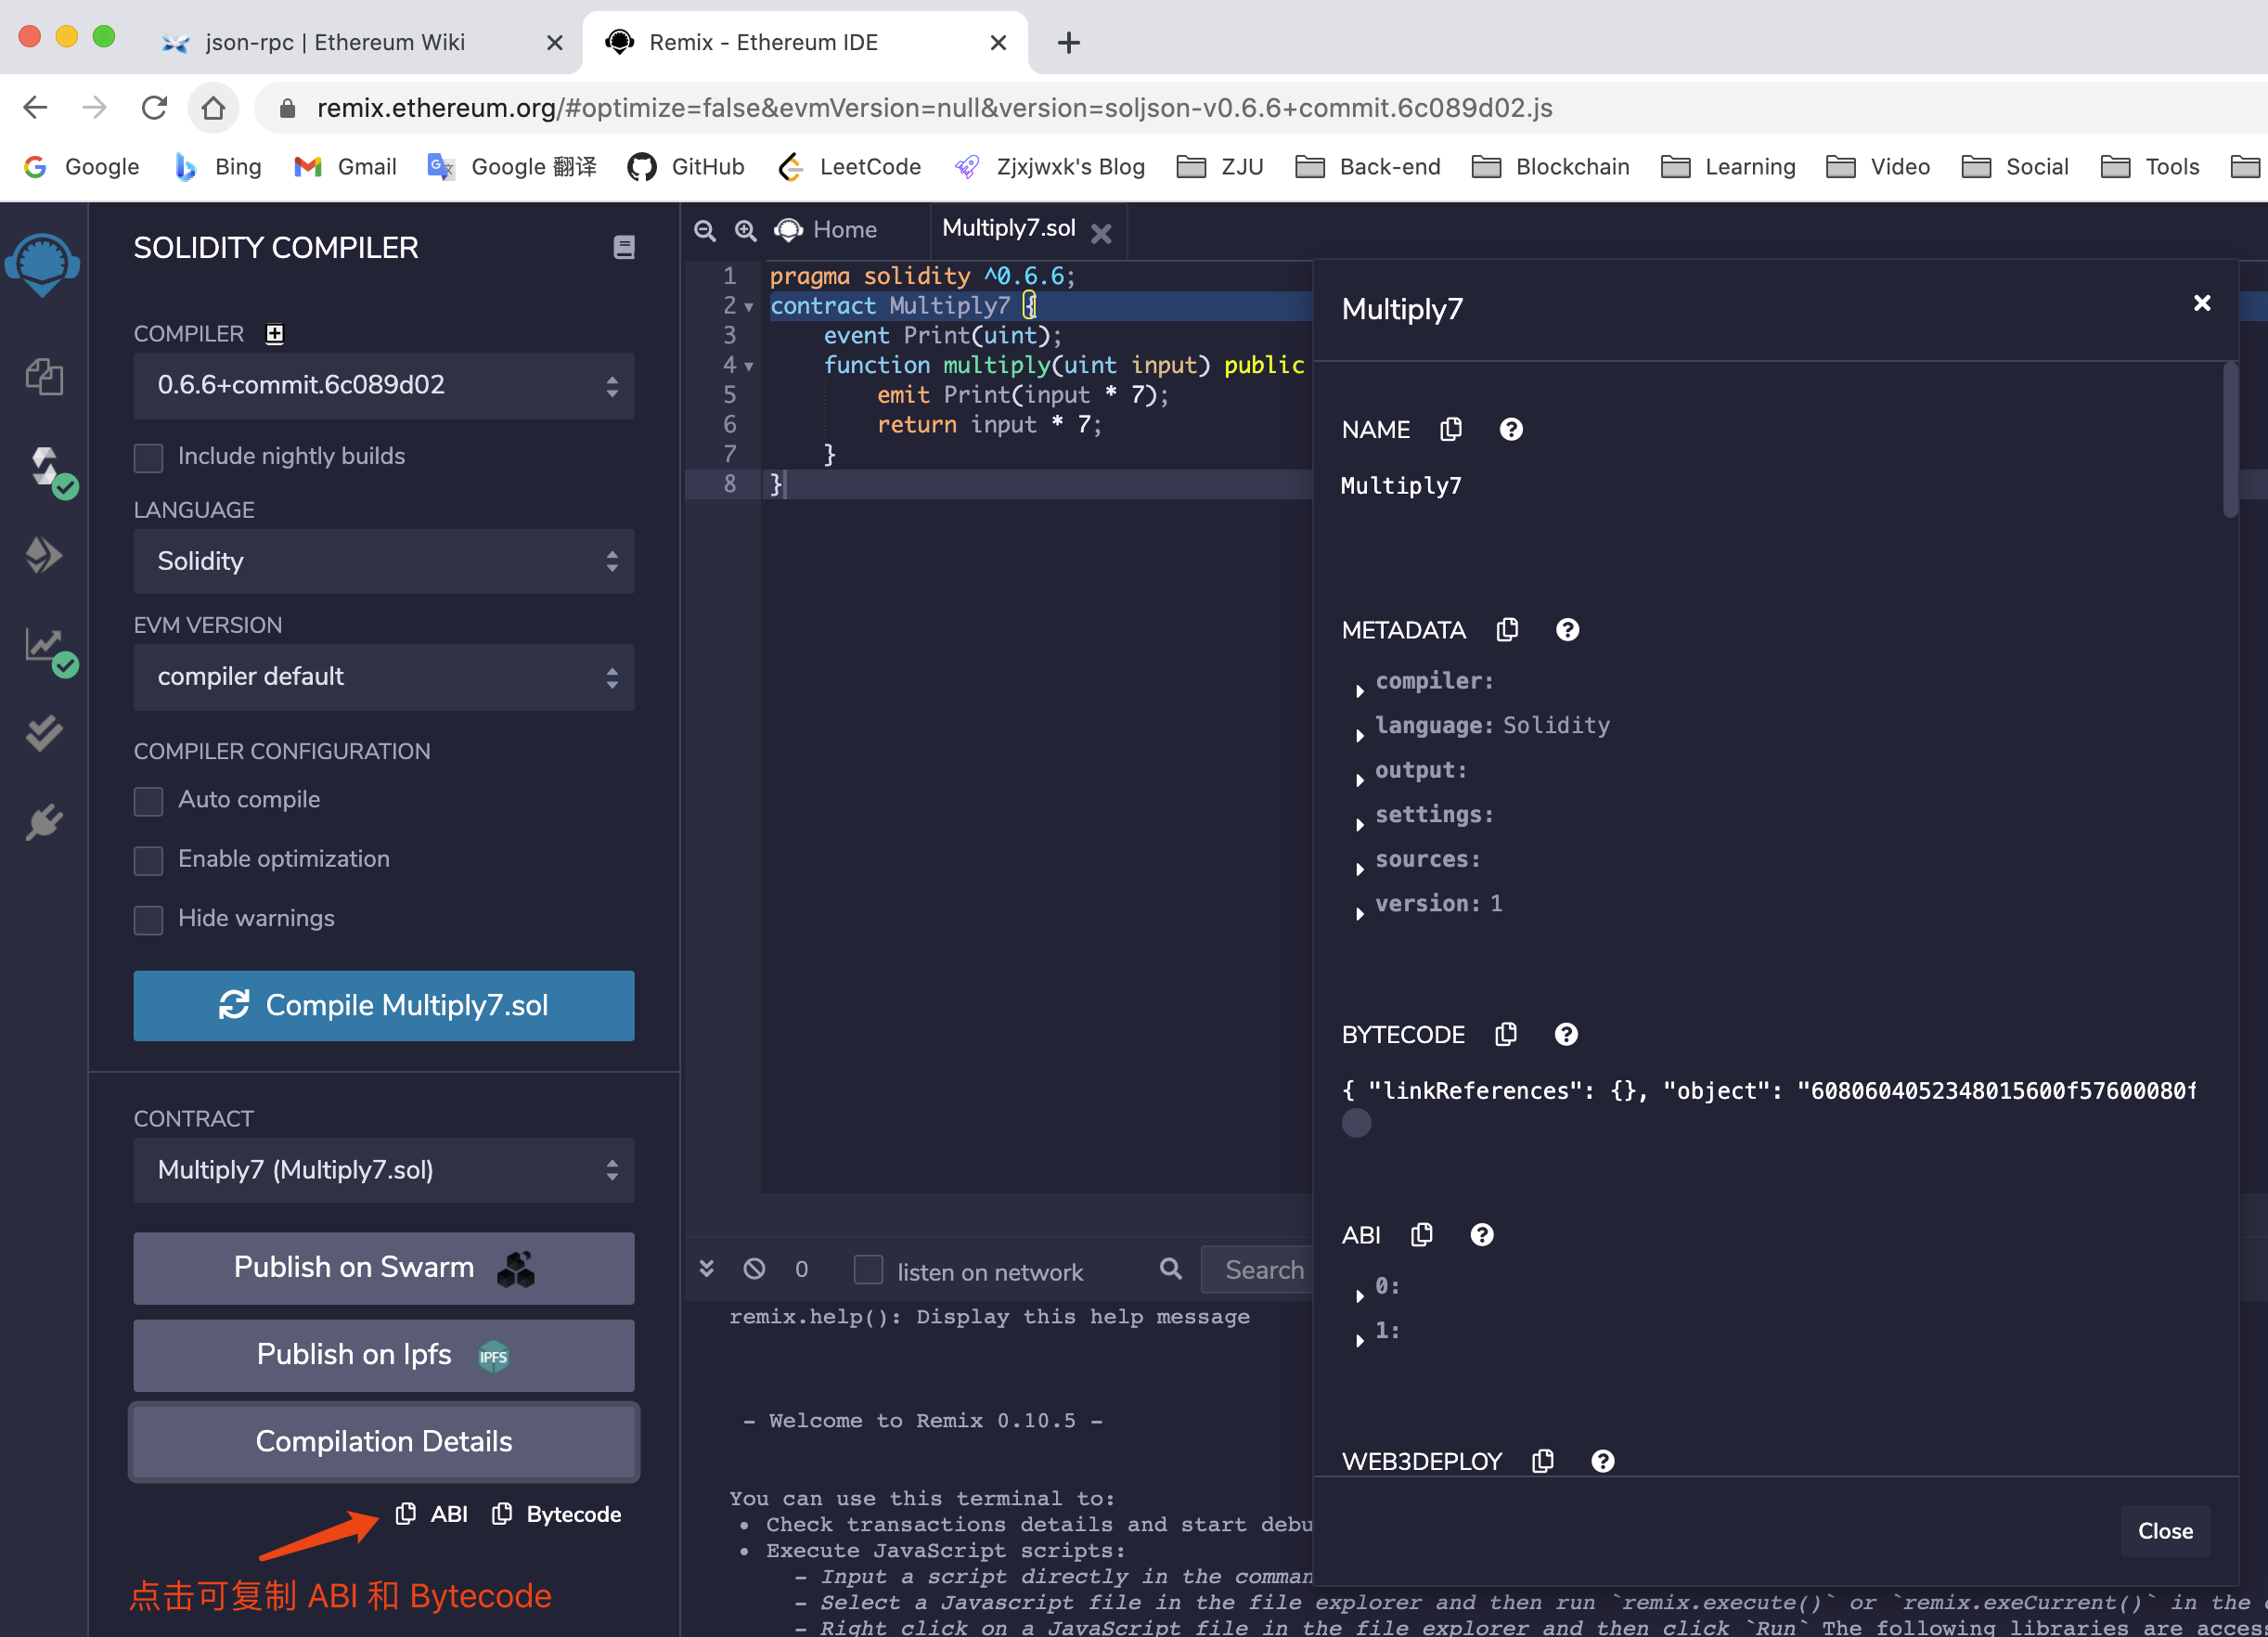 json-rpc | Ethereum Wiki
Remix - Ethereum IDE
remix.ethereum.org/#optimize=false&evmVersion=null&version=soljson-v0.6.6+commit.6c089d02.js
Google Bing Gmail Google 翻译 GitHub LeetCode Zjxjwxk's Blog ZJU Back-end Blockchain Learning Video Social Tools
SOLIDITY COMPILER
COMPILER
0.6.6+commit.6c089d02
Include nightly builds
LANGUAGE
Solidity
EVM VERSION
compiler default
COMPILER CONFIGURATION
Auto compile
Enable optimization
Hide warnings
Compile Multiply7.sol
CONTRACT
Multiply7 (Multiply7.sol)
Publish on Swarm
Publish on Ipfs
IPFS
Compilation Details
ABI Bytecode
点击可复制 ABI 和 Bytecode
Home
Multiply7.sol
1 pragma solidity ^0.6.6;
2 contract Multiply7 {
3 event Print(uint);
4 function multiply(uint input) public
5 emit Print(input * 7);
6 return input * 7;
7 }
8 }
0
listen on network
Search
remix.help(): Display this help message
- Welcome to Remix 0.10.5 -
You can use this terminal to:
• Check transactions details and start debu
• Execute JavaScript scripts:
- Input a script directly in the comman
- Select a Javascript file in the file explorer and then run `remix.execute()` or `remix.exeCurrent()` in the
- Right click on a JavaScript file in the file explorer and then click `Run` The following libraries are acces
Multiply7
NAME
Multiply7
METADATA
compiler:
language: Solidity
output:
settings:
sources:
version: 1
BYTECODE
{ "linkReferences": {}, "object": "6080604052348015600f57600080f
ABI
0:
1:
WEB3DEPLOY
Close